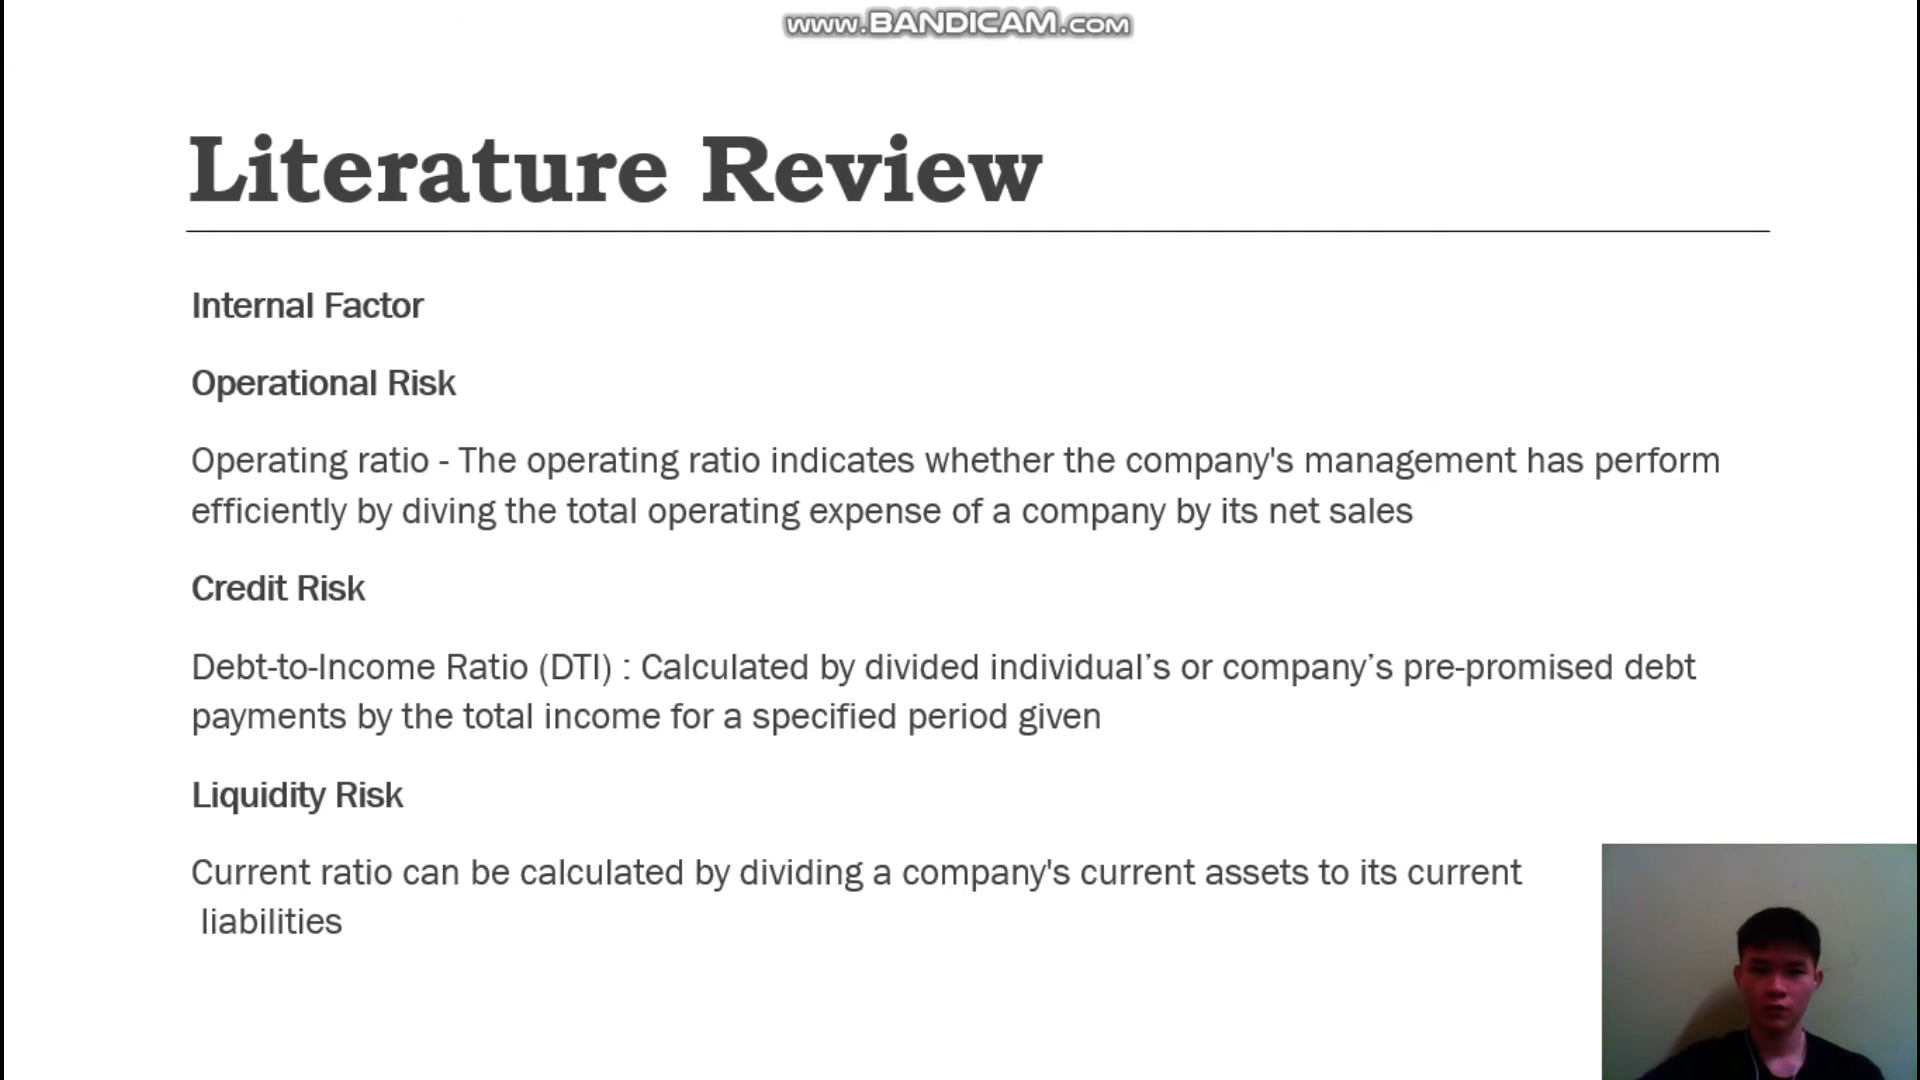 www.BANDICAM.com
Literature Review
Internal Factor
Operational Risk
Operating ratio - The operating ratio indicates whether the company's management has perform
efficiently by diving the total operating expense of a company by its net sales
Credit Risk
Debt-to-Income Ratio (DTI) : Calculated by divided individual’s or company’s pre-promised debt
payments by the total income for a specified period given
Liquidity Risk
Current ratio can be calculated by dividing a company's current assets to its current
liabilities